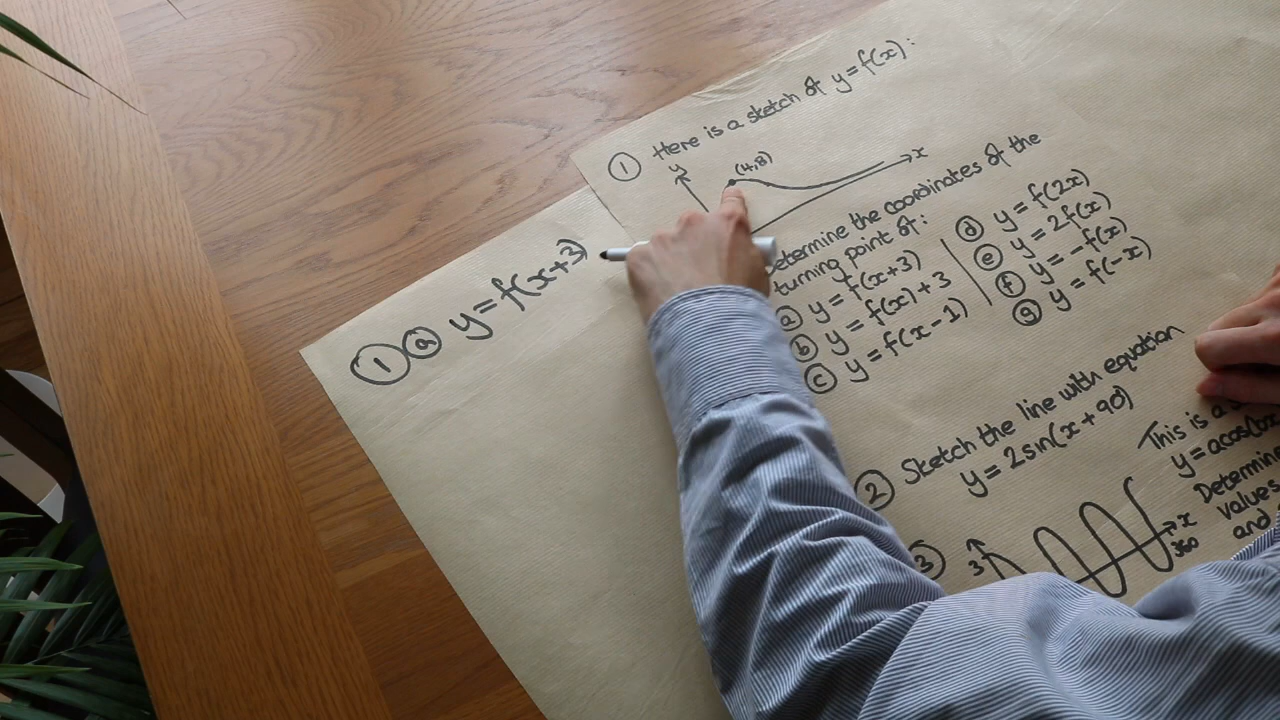 ① Here is a sketch of y=f(x):
y
(4,8)
x
Determine the coordinates of the
turning point of:
ⓐ y=f(x+3)
ⓑ y=f(x)+3
ⓒ y=f(x-1)
ⓓ y=f(2x)
ⓔ y=2f(x)
ⓕ y=-f(x)
ⓖ y=f(-x)
② Sketch the line with equation
y=2sin(x+90)
③
3
x
360
This is a
y=acos(bx
Determine
values
and
① ⓐ y=f(x+3)